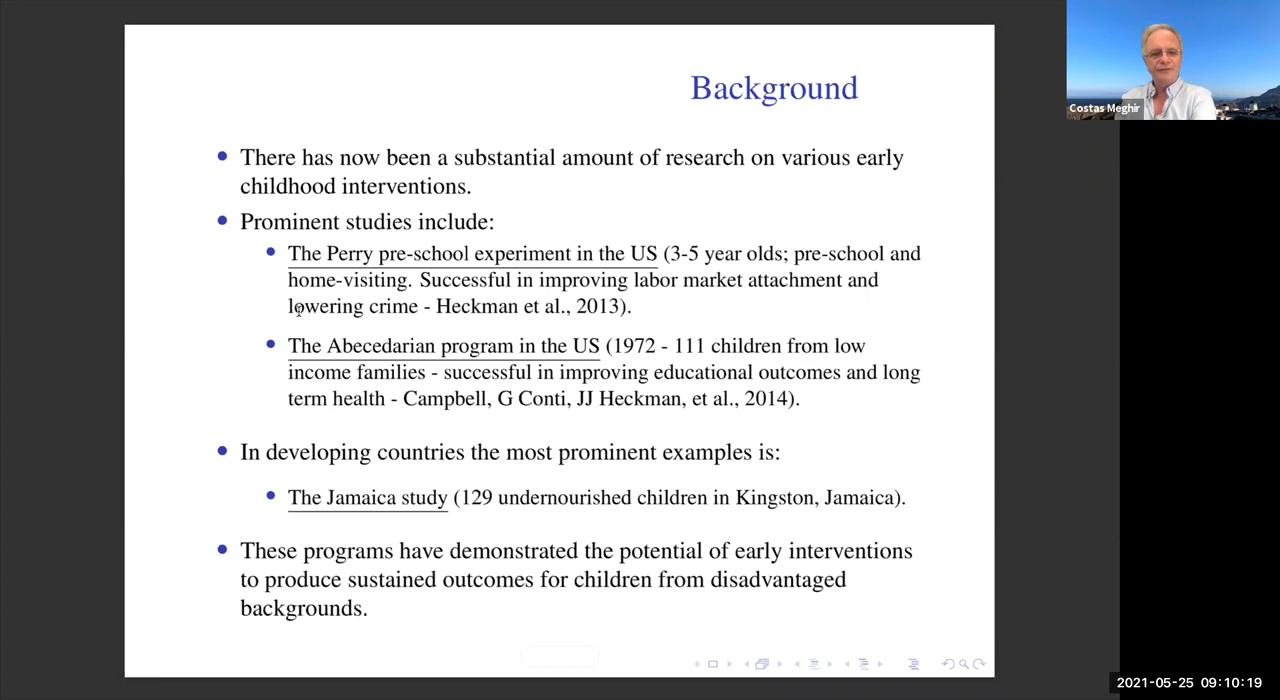 Background
There has now been a substantial amount of research on various early
childhood interventions.
Prominent studies include:
The Perry pre-school experiment in the US (3-5 year olds; pre-school and
home-visiting. Successful in improving labor market attachment and
lowering crime - Heckman et al., 2013).
The Abecedarian program in the US (1972 - 111 children from low
income families - successful in improving educational outcomes and long
term health - Campbell, G Conti, JJ Heckman, et al., 2014).
In developing countries the most prominent examples is:
The Jamaica study (129 undernourished children in Kingston, Jamaica).
These programs have demonstrated the potential of early interventions
to produce sustained outcomes for children from disadvantaged
backgrounds.
Costas Meghir
2021-05-25 09:10:19